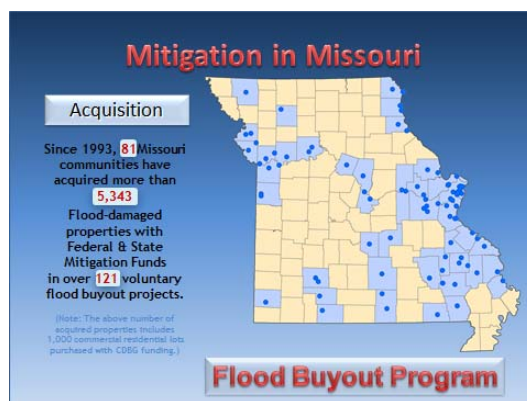 Mitigation in Missouri
Acquisition
Since 1993, 81 Missouri
communities have
acquired more than
5,343
Flood-damaged
properties with
Federal & State
Mitigation Funds
in over 121 voluntary
flood buyout projects.
(Note: The above number of
acquired properties includes
1,000 commercial residential lots
purchased with CDBG funding.)
Flood Buyout Program